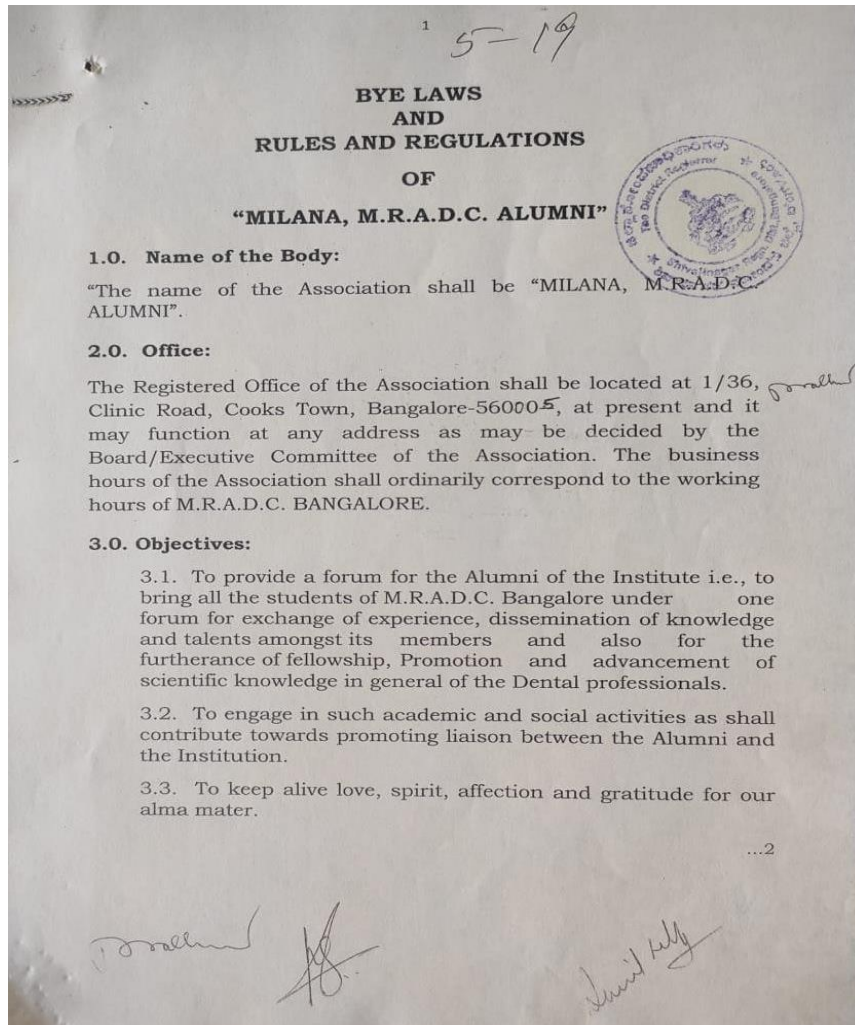 1
5-19
BYE LAWS
AND
RULES AND REGULATIONS
OF
“MILANA, M.R.A.D.C. ALUMNI”
1.0. Name of the Body:
“The name of the Association shall be “MILANA, M.R.A.D.C.
ALUMNI”.
2.0. Office:
The Registered Office of the Association shall be located at 1/36,
Clinic Road, Cooks Town, Bangalore-560005, at present and it
may function at any address as may be decided by the
Board/Executive Committee of the Association. The business
hours of the Association shall ordinarily correspond to the working
hours of M.R.A.D.C. BANGALORE.
3.0. Objectives:
3.1. To provide a forum for the Alumni of the Institute i.e., to
bring all the students of M.R.A.D.C. Bangalore under one
forum for exchange of experience, dissemination of knowledge
and talents amongst its members and also for the
furtherance of fellowship, Promotion and advancement of
scientific knowledge in general of the Dental professionals.
3.2. To engage in such academic and social activities as shall
contribute towards promoting liaison between the Alumni and
the Institution.
3.3. To keep alive love, spirit, affection and gratitude for our
alma mater.
...2